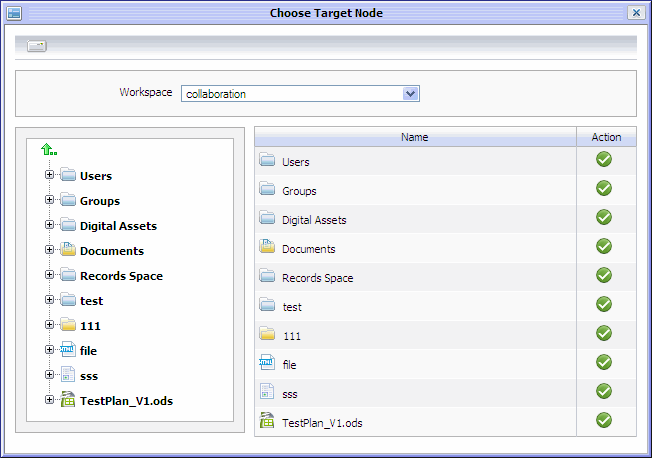 Choose Target Node
Workspace collaboration
Users
Groups
Digital Assets
Documents
Records Space
test
111
file
sss
TestPlan_V1.ods
Name Action
Users
Groups
Digital Assets
Documents
Records Space
test
111
file
sss
TestPlan_V1.ods